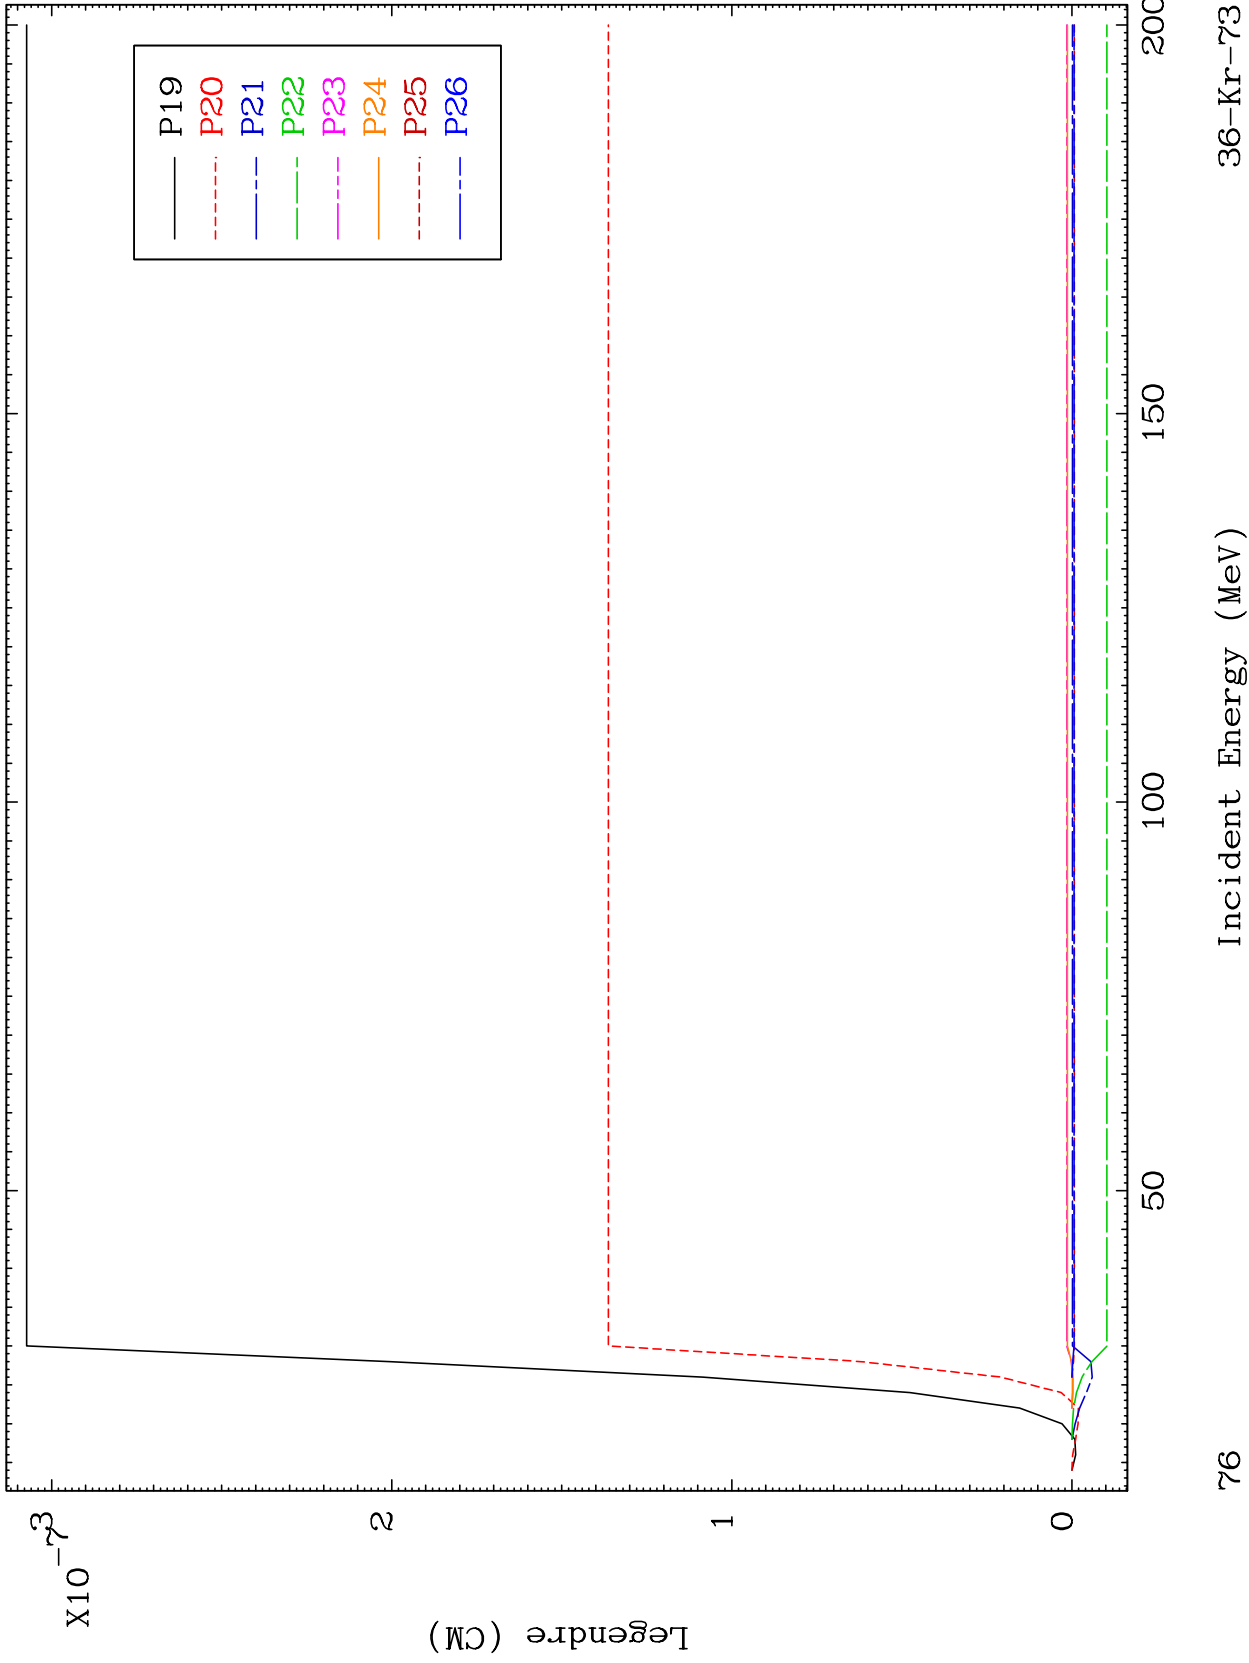 X10
-7
3
2
1
0
Legendre (CM)
P19
P20
P21
P22
P23
P24
P25
P26
50
100
150
200
Incident Energy (MeV)
76
36-Kr-73